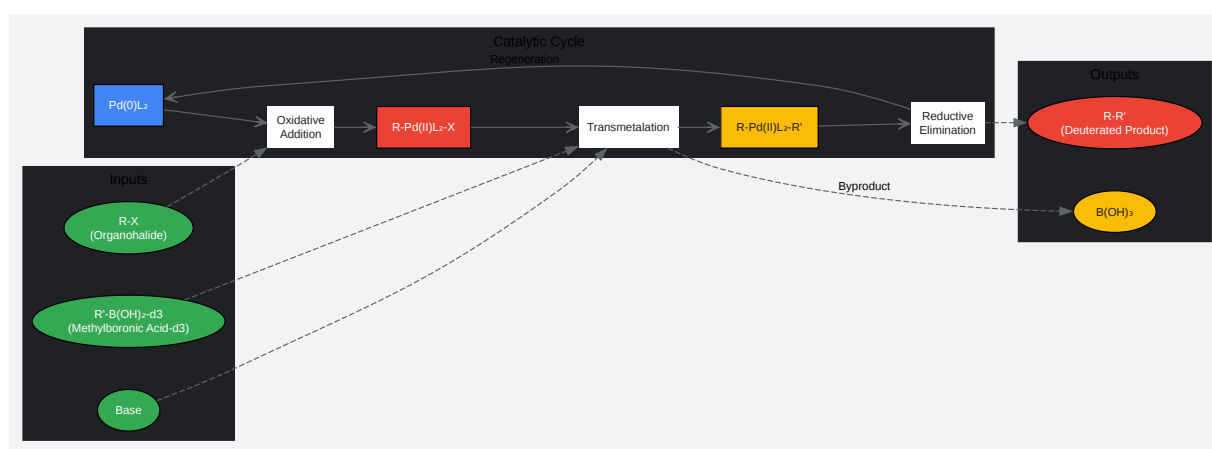 Catalytic Cycle
Regeneration
Pd(0)L₂
Oxidative
Addition
R-Pd(II)L₂-X
Transmetalation
R-Pd(II)L₂-R'
Reductive
Elimination
Outputs
R-R'
(Deuterated Product)
Byproduct
B(OH)₃
Inputs
R-X
(Organohalide)
R'-B(OH)₂-d3
(Methylboronic Acid-d3)
Base